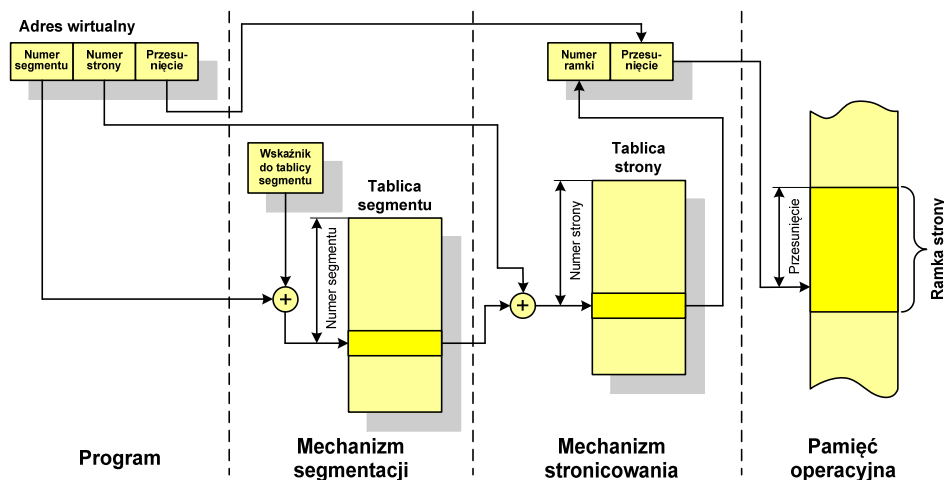 Adres wirtualny
Numer segmentu
Numer strony
Przesu-
nięcie
Numer ramki
Przesu-
nięcie
Wskaźnik
do tablicy
segmentu
Tablica
segmentu
Numer segmentu
+
Tablica
strony
Numer strony
+
Przesunięcie
Ramka strony
Program
Mechanizm
segmentacji
Mechanizm
stronicowania
Pamięć
operacyjna